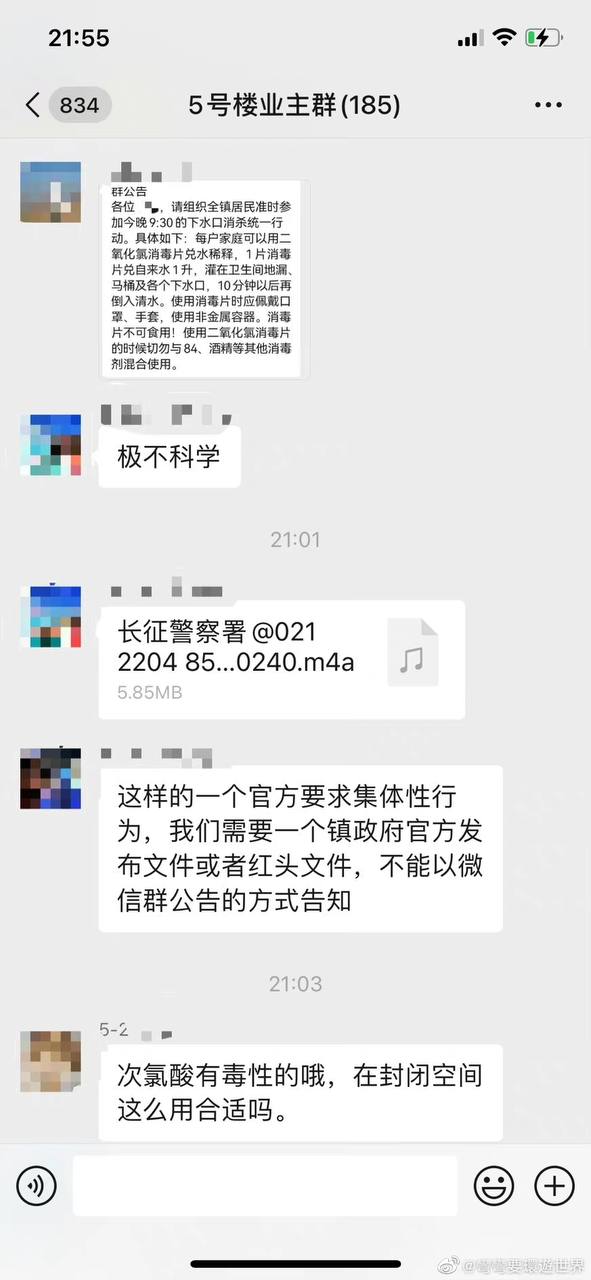 21:55
834
5号楼业主群(185)
群公告
各位
，请组织全镇居民准时参
加今晚9:30的下水口消杀统一行
动。具体如下：每户家庭可以用二
氧化氯消毒片兑水稀释，1片消毒
片兑自来水1升，灌在卫生间地漏、
马桶及各个下水口，10分钟以后再
倒入清水。使用消毒片时应佩戴口
罩、手套，使用非金属容器。消毒
片不可食用！使用二氧化氯消毒片
的时候切勿与84、酒精等其他消毒
剂混合使用。
极不科学
21:01
长征警察署@021
2204 85...0240.m4a
5.85MB
这样的一个官方要求集体性行
为，我们需要一个镇政府官方发
布文件或者红头文件，不能以微
信群公告的方式告知
21:03
5-2
次氯酸有毒性的哦，在封闭空间
这么用合适吗。
要環遊世界